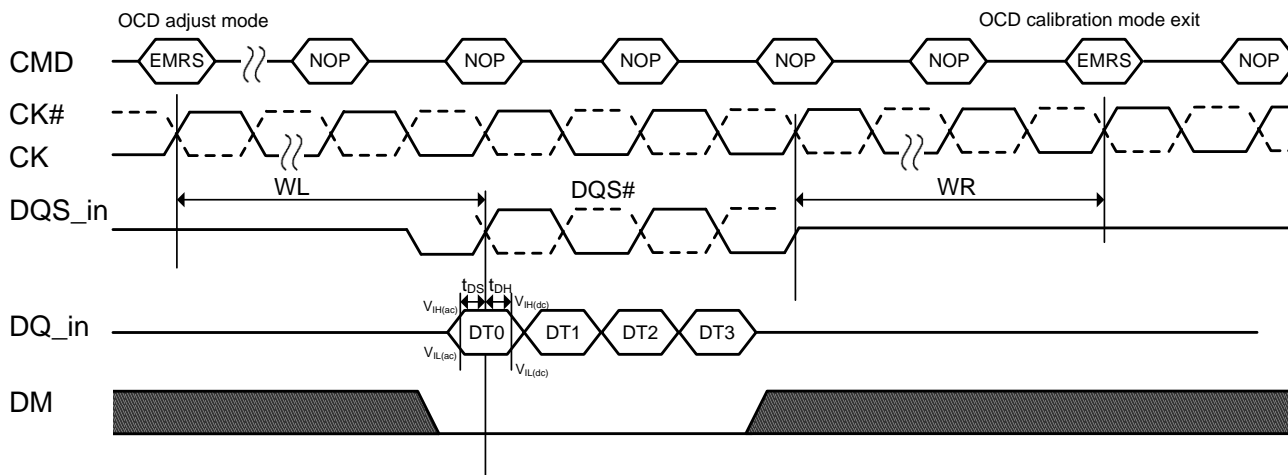 OCD adjust mode OCD calibration mode exit
CMD EMRS NOP NOP NOP NOP NOP EMRS NOP
CK#
CK
WL DQS# WR
DQS_in
tDS tDH
VIH(ac) VIH(dc)
DQ_in DT0 DT1 DT2 DT3
VIL(ac)
VIL(dc)
DM